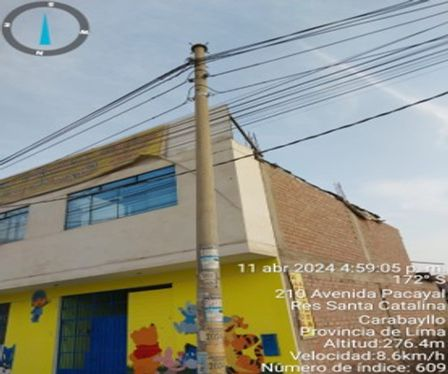 11 abr 2024 4:59:05 p. m.
172° S
210 Avenida Pacayal
Res Santa Catalina
Carabayllo
Provincia de Lima
Altitud:276.4m
Velocidad:8.6km/h
Número de índice: 600